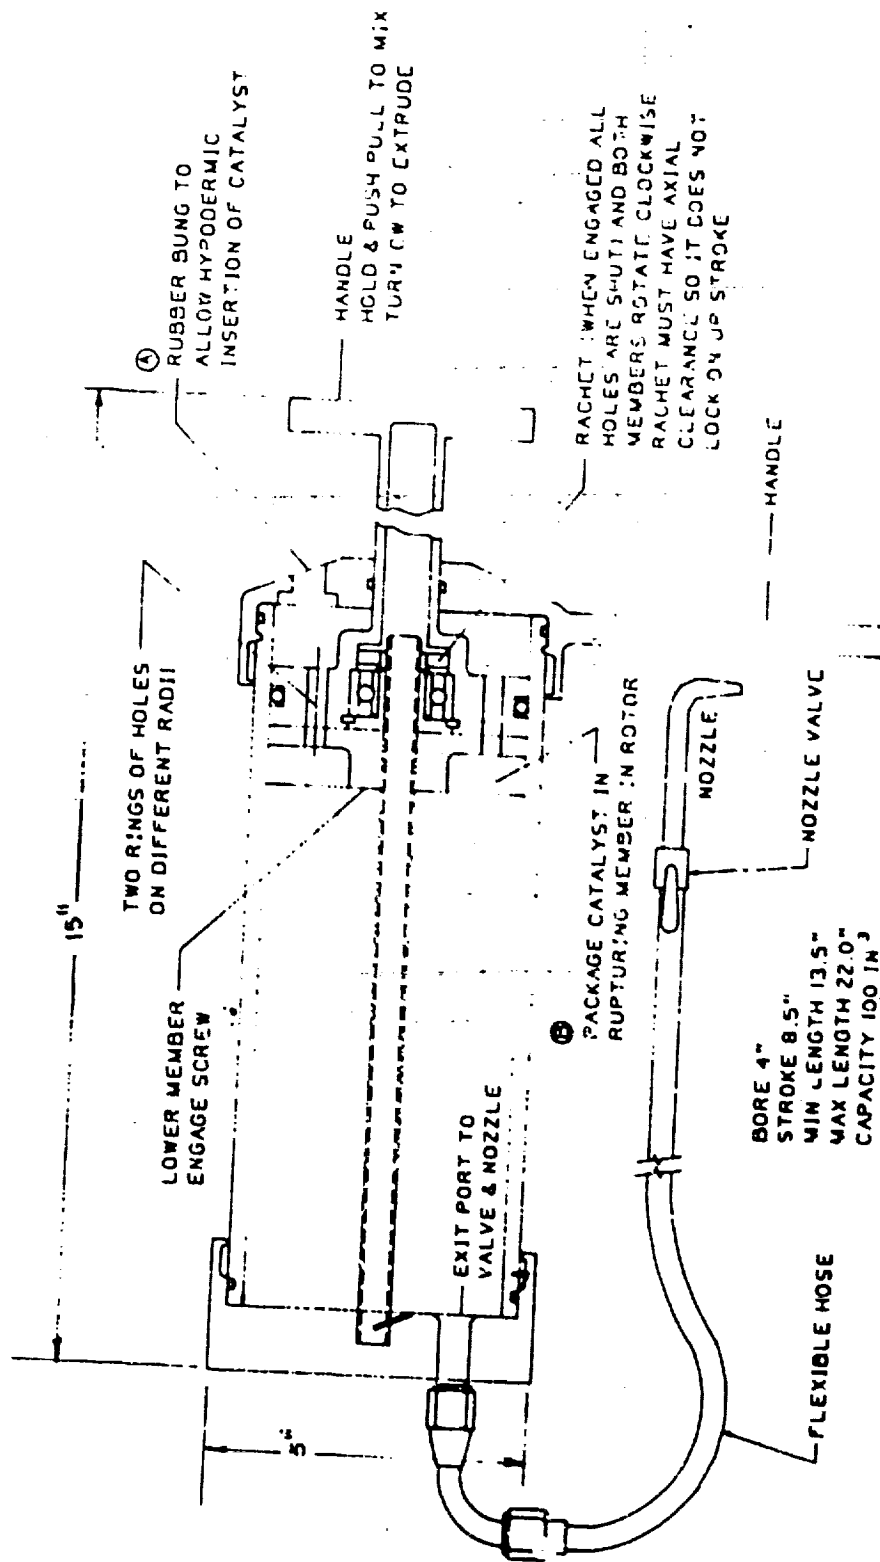 15"
TWO RINGS OF HOLES
ON DIFFERENT RADII
LOWER MEMBER
ENGAGE SCREW
A
RUBBER BUNG TO
ALLOW HYPODERMIC
INSERTION OF CATALYST
HANDLE
HOLD & PUSH PULL TO MIX
TURN CW TO EXTRUDE
RACHET (WHEN ENGAGED ALL
HOLES ARE SHUT) AND BOTH
MEMBERS ROTATE CLOCKWISE
RACHET MUST HAVE AXIAL
CLEARANCE SO IT DOES NOT
LOCK ON UP STROKE
HANDLE
B
PACKAGE CATALYST IN
RUPTURING MEMBER IN ROTOR
EXIT PORT TO
VALVE & NOZZLE
5"
NOZZLE
NOZZLE VALVE
BORE 4"
STROKE 8.5"
MIN LENGTH 13.5"
MAX LENGTH 22.0"
CAPACITY 100 IN³
FLEXIBLE HOSE